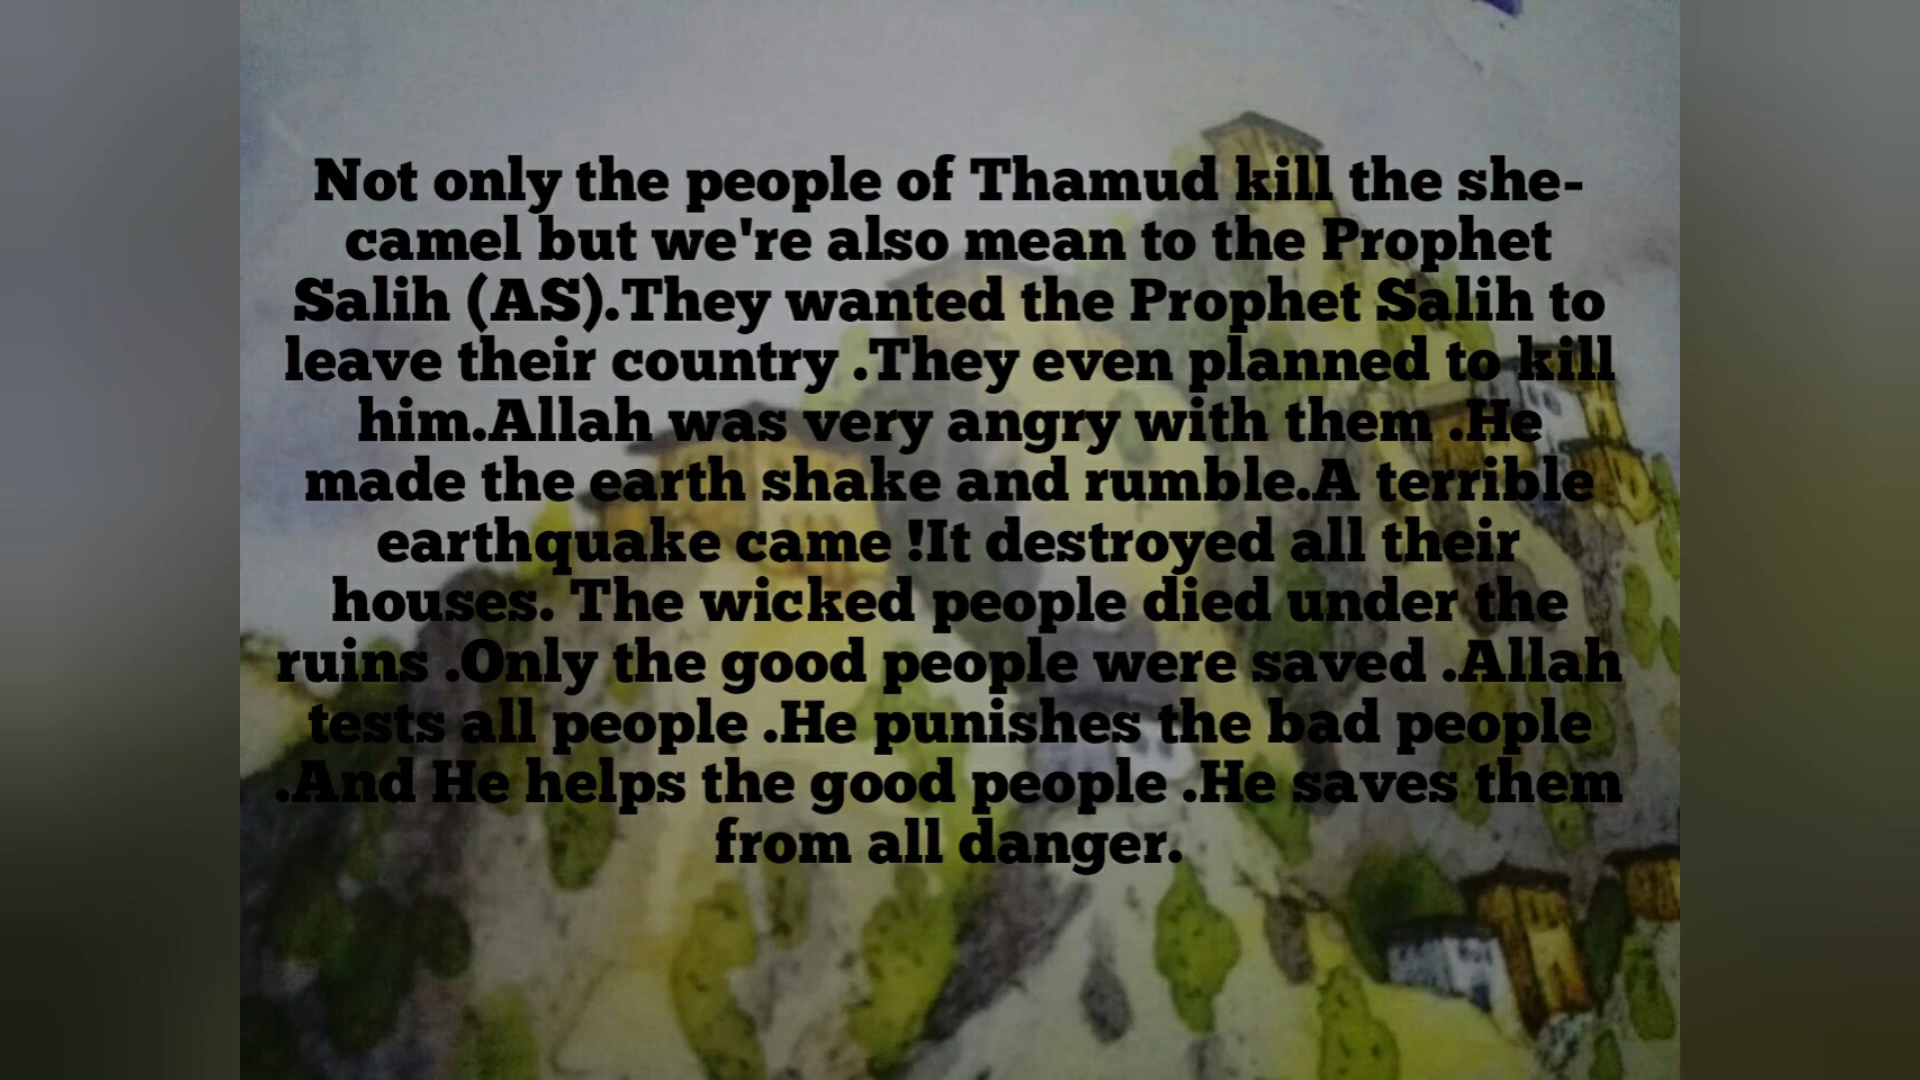 Not only the people of Thamud kill the she-
camel but we're also mean to the Prophet
Salih (AS).They wanted the Prophet Salih to
leave their country .They even planned to kill
him.Allah was very angry with them .He
made the earth shake and rumble.A terrible
earthquake came !It destroyed all their
houses. The wicked people died under the
ruins .Only the good people were saved .Allah
tests all people .He punishes the bad people
.And He helps the good people .He saves them
from all danger.